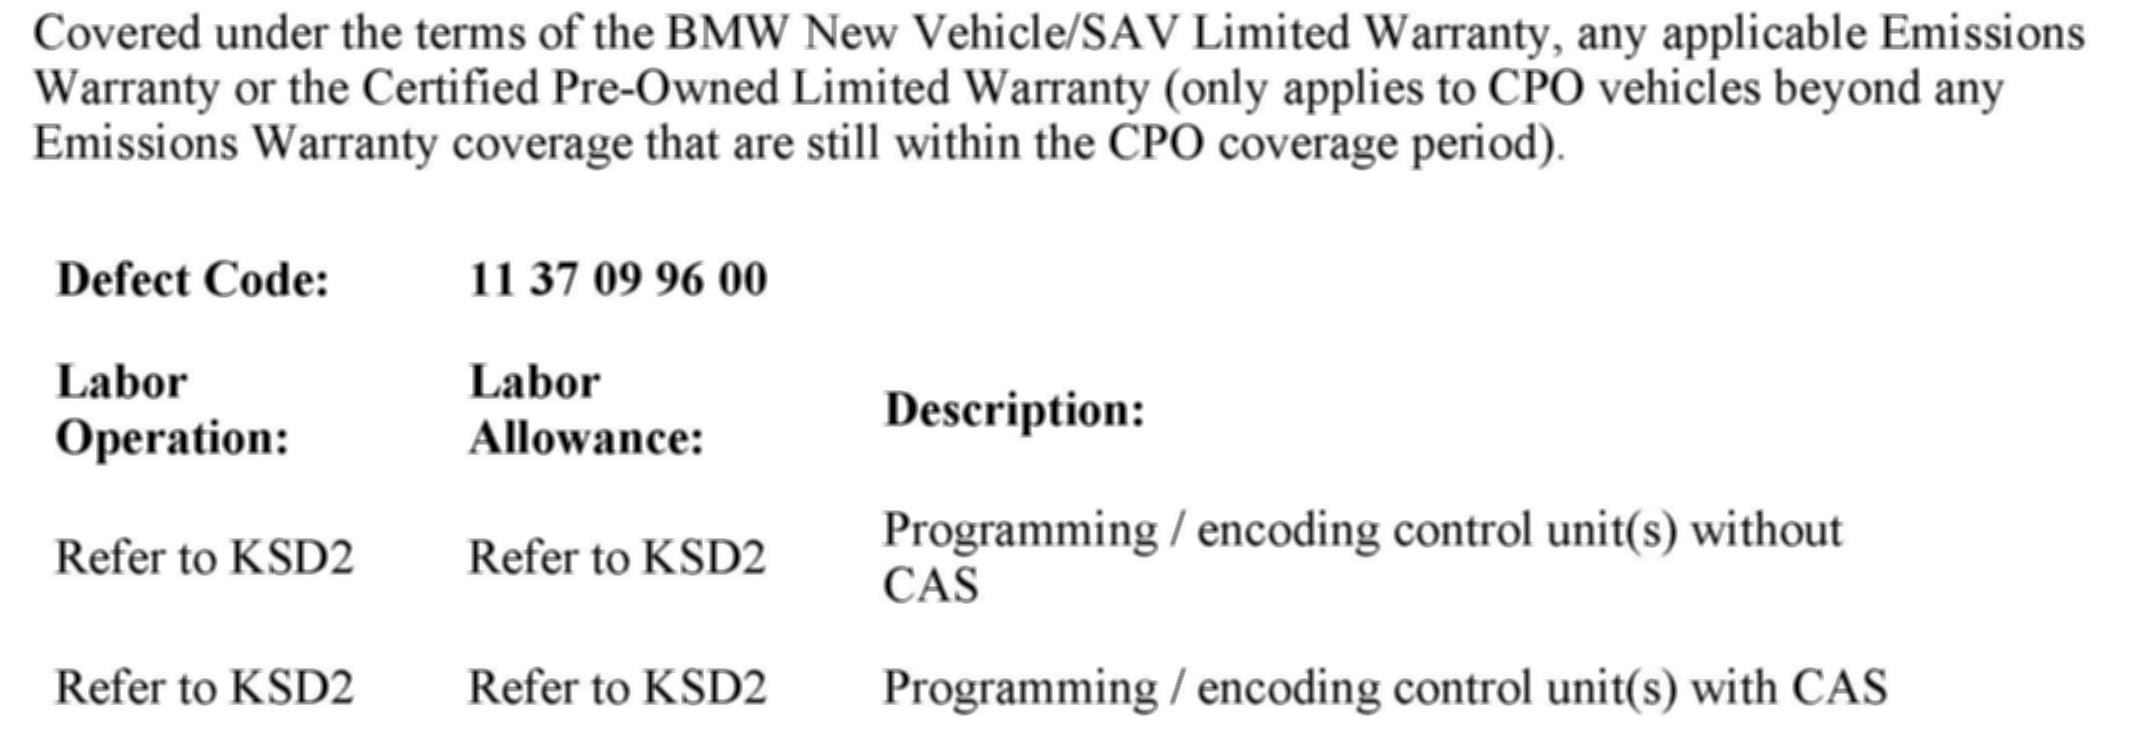 Covered under the terms of the BMW New Vehicle/SAV Limited Warranty, any applicable Emissions
Warranty or the Certified Pre-Owned Limited Warranty (only applies to CPO vehicles beyond any
Emissions Warranty coverage that are still within the CPO coverage period).
Defect Code: 11 37 09 96 00
Labor Operation: Labor Allowance: Description:
Refer to KSD2 Refer to KSD2 Programming / encoding control unit(s) without
CAS
Refer to KSD2 Refer to KSD2 Programming / encoding control unit(s) with CAS